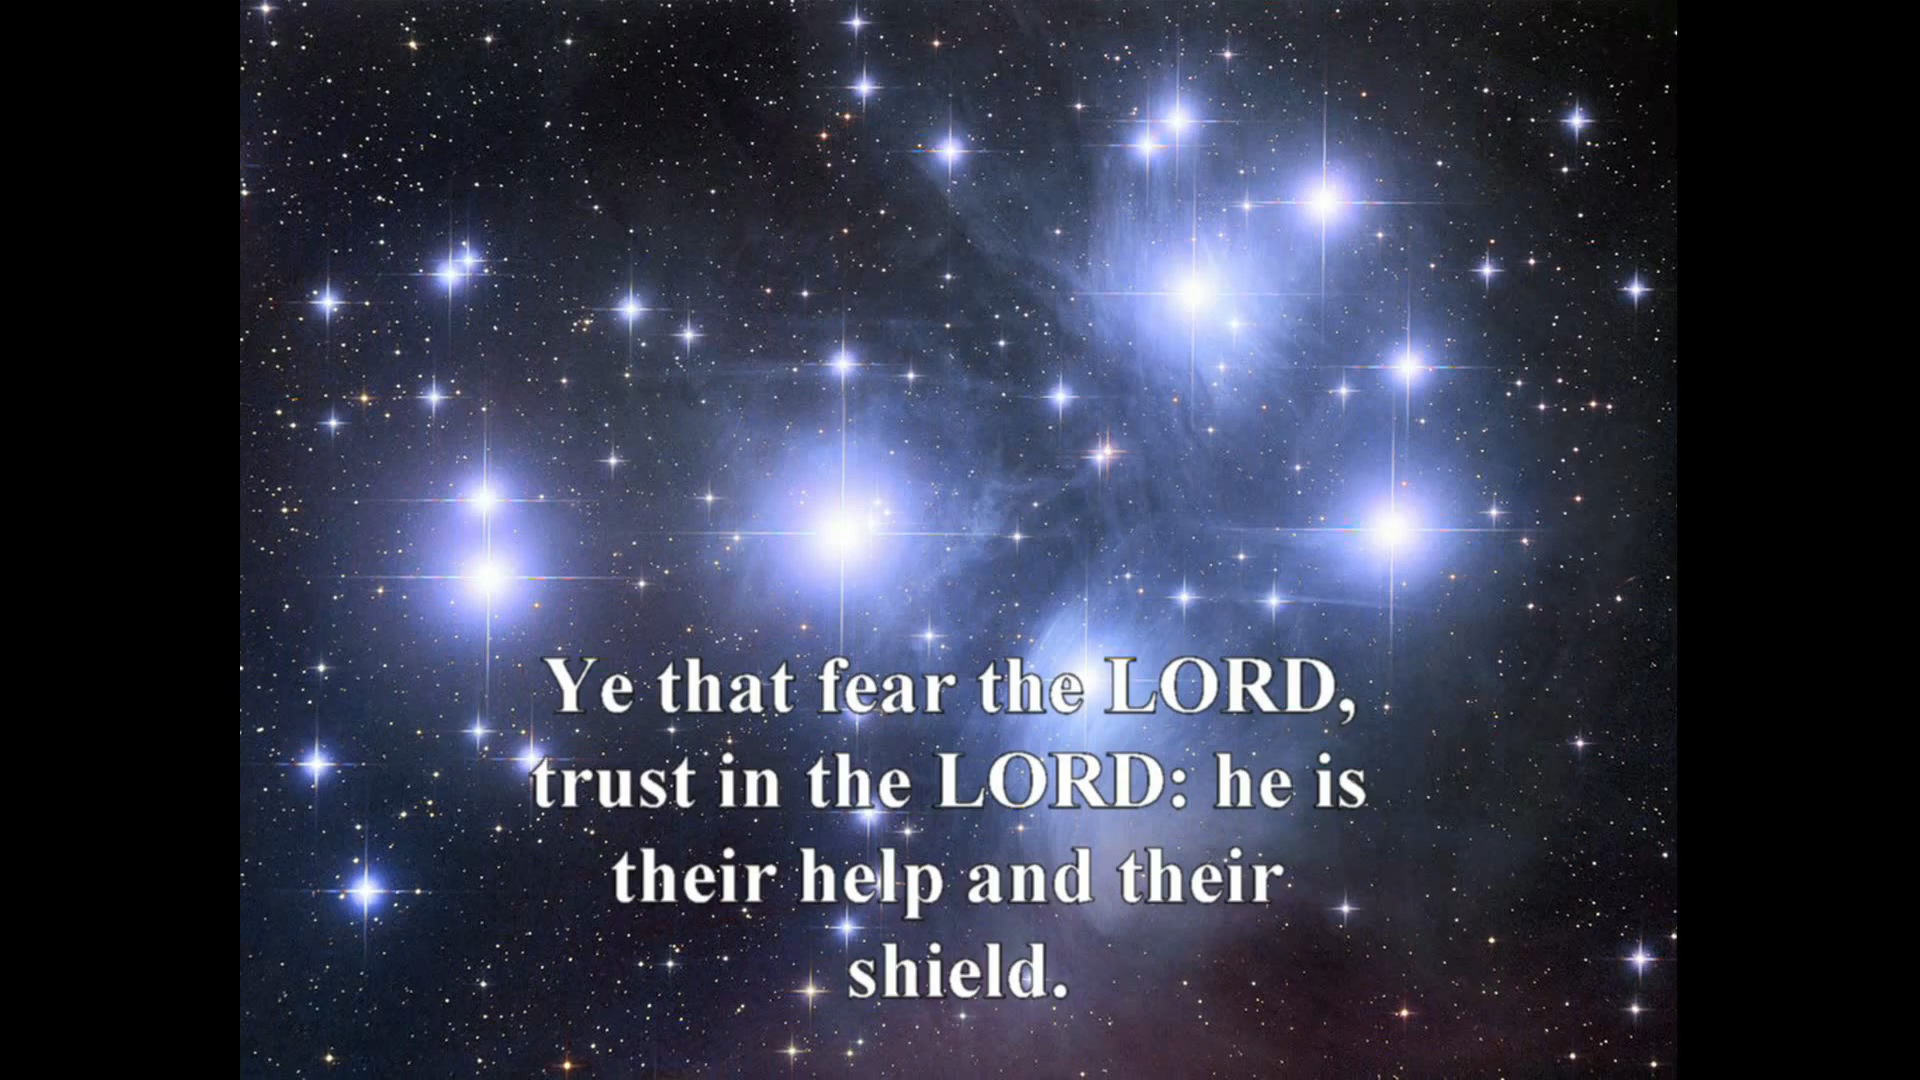 Ye that fear the LORD,
trust in the LORD: he is
their help and their
shield.